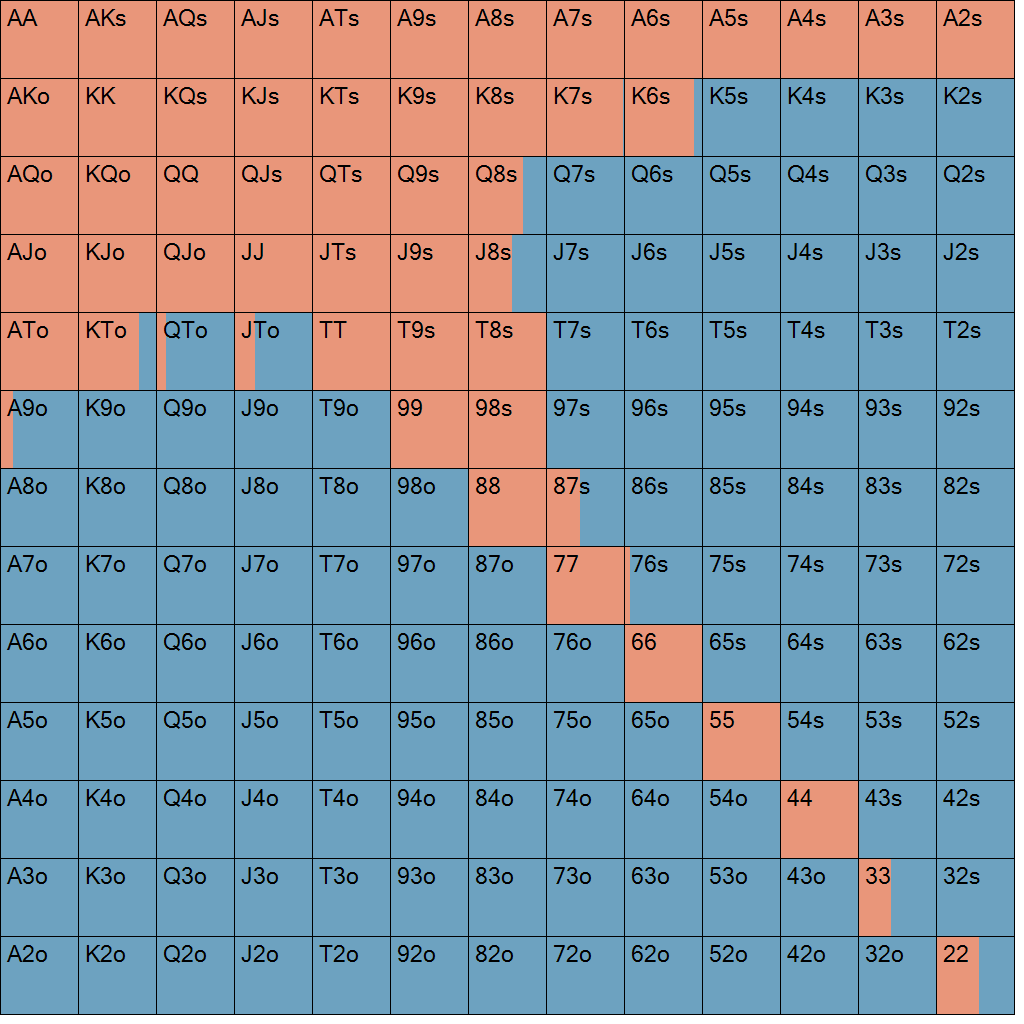 AA AKs AQs AJs ATs A9s A8s A7s A6s A5s A4s A3s A2s
AKo KK KQs KJs KTs K9s K8s K7s K6s K5s K4s K3s K2s
AQo KQo QQ QJs QTs Q9s Q8s Q7s Q6s Q5s Q4s Q3s Q2s
AJo KJo QJo JJ JTs J9s J8s J7s J6s J5s J4s J3s J2s
ATo KTo QTo JTo TT T9s T8s T7s T6s T5s T4s T3s T2s
A9o K9o Q9o J9o T9o 99 98s 97s 96s 95s 94s 93s 92s
A8o K8o Q8o J8o T8o 98o 88 87s 86s 85s 84s 83s 82s
A7o K7o Q7o J7o T7o 97o 87o 77 76s 75s 74s 73s 72s
A6o K6o Q6o J6o T6o 96o 86o 76o 66 65s 64s 63s 62s
A5o K5o Q5o J5o T5o 95o 85o 75o 65o 55 54s 53s 52s
A4o K4o Q4o J4o T4o 94o 84o 74o 64o 54o 44 43s 42s
A3o K3o Q3o J3o T3o 93o 83o 73o 63o 53o 43o 33 32s
A2o K2o Q2o J2o T2o 92o 82o 72o 62o 52o 42o 32o 22